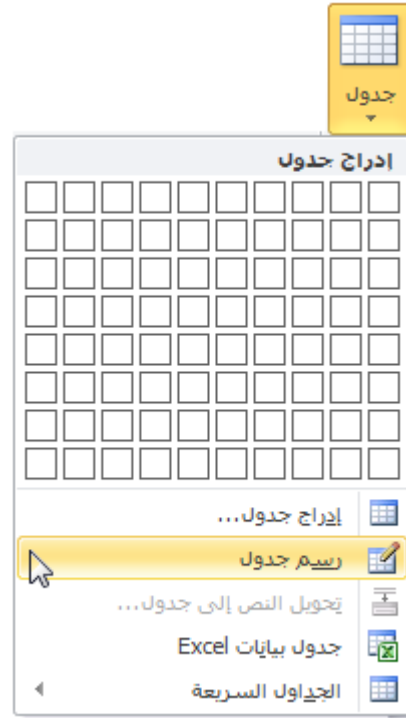 جدول
إدراج جدول
إدراج جدول...
رسم جدول
تحويل النص إلى جدول...
جدول بيانات Excel
الجداول السريعة